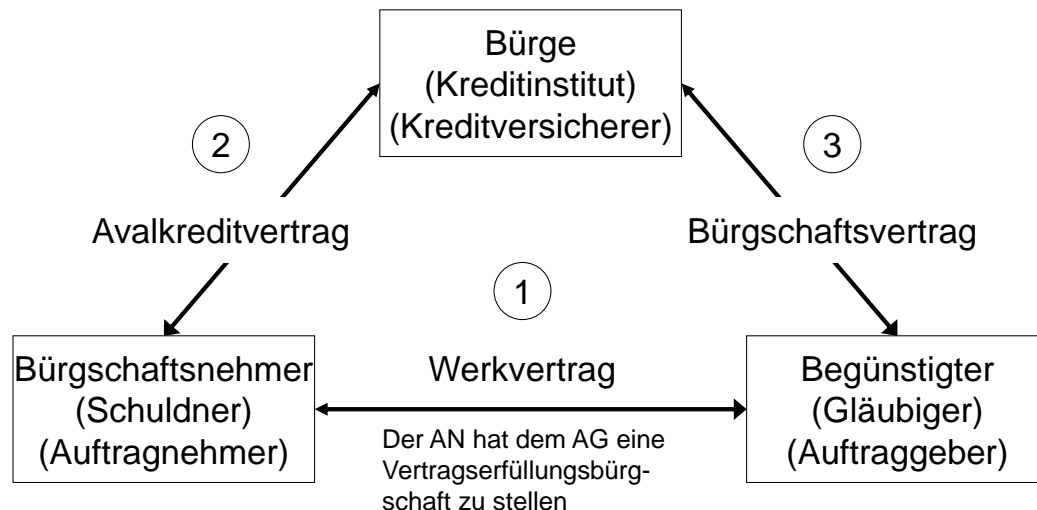 Bürge
(Kreditinstitut)
(Kreditversicherer)
2
3
Avalkreditvertrag
Bürgschaftsvertrag
1
Bürgschaftsnehmer
(Schuldner)
(Auftragnehmer)
Werkvertrag
Der AN hat dem AG eine
Vertragserfüllungsbürg-
schaft zu stellen
Begünstigter
(Gläubiger)
(Auftraggeber)